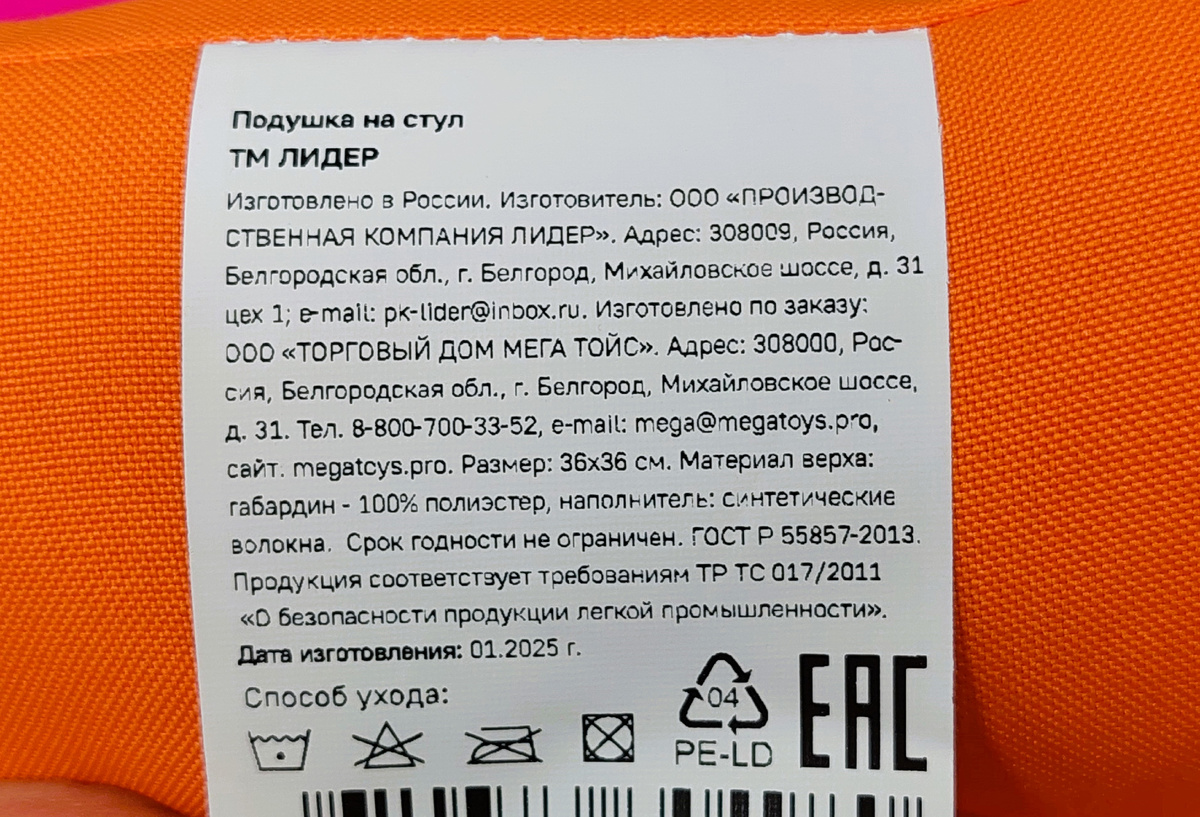 Подушка на стул
ТМ ЛИДЕР
Изготовлено в России. Изготовитель: ООО «ПРОИЗВОД-
СТВЕННАЯ КОМПАНИЯ ЛИДЕР». Адрес: 308009, Россия,
Белгородская обл., г. Белгород, Михайловское шоссе, д. 31
цех 1; e-mail: pk-lider@inbox.ru. Изготовлено по заказу:
ООО «ТОРГОВЫЙ ДОМ МЕГА ТОЙС». Адрес: 308000, Рос-
сия, Белгородская обл., г. Белгород, Михайловское шоссе,
д. 31. Тел. 8-800-700-33-52, e-mail: mega@megatoys.pro,
сайт: megatoys.pro. Размер: 36x36 см. Материал верха:
габардин - 100% полиэстер, наполнитель: синтетические
волокна. Срок годности не ограничен. ГОСТ Р 55857-2013.
Продукция соответствует требованиям ТР ТС 017/2011
«О безопасности продукции легкой промышленности».
Дата изготовления: 01.2025 г.
Способ ухода:
04
PE-LD
EAC